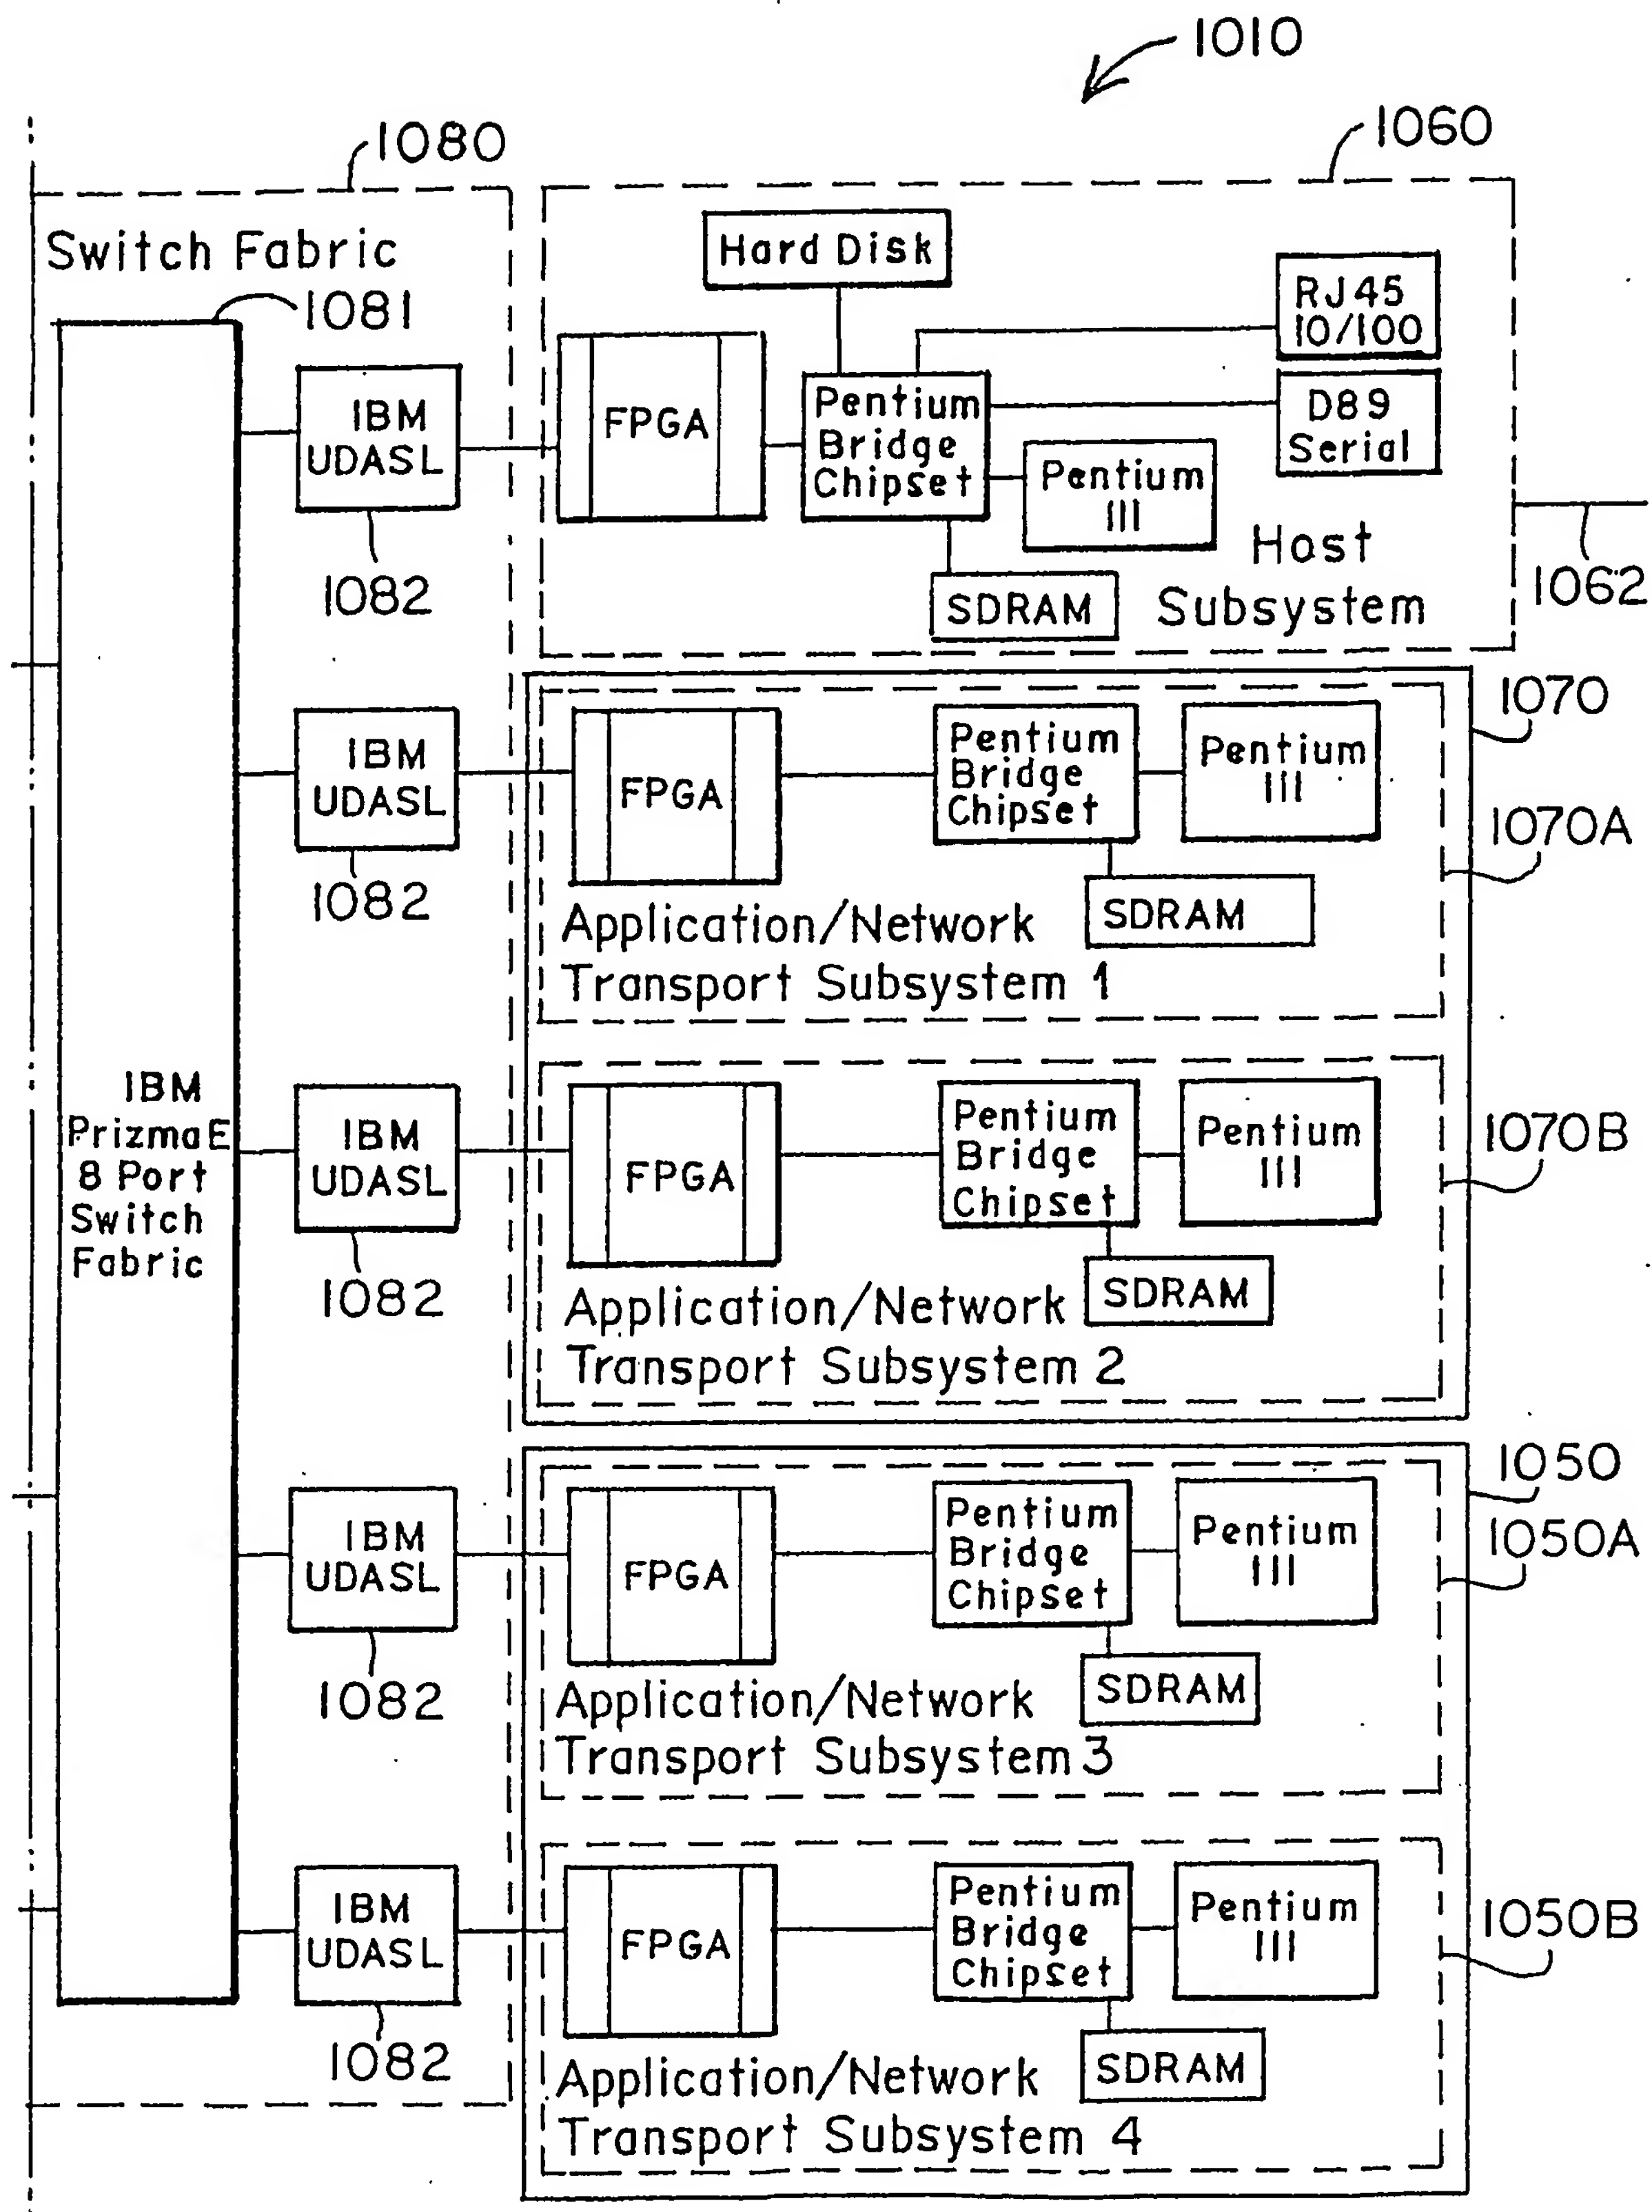 1010
1060
1080
Switch Fabric
1081
Hard Disk
RJ45
10/100
D89
Serial
IBM
UDASL
FPGA
Pentium
Bridge
Chipset
Pentium
III
Host
Subsystem
SDRAM
1062
1082
1070
IBM
UDASL
FPGA
Pentium
Bridge
Chipset
Pentium
III
1070A
1082
SDRAM
Application/Network
Transport Subsystem 1
IBM
PrizmaE
8 Port
Switch
Fabric
IBM
UDASL
FPGA
Pentium
Bridge
Chipset
Pentium
III
1070B
1082
SDRAM
Application/Network
Transport Subsystem 2
1050
IBM
UDASL
FPGA
Pentium
Bridge
Chipset
Pentium
III
1050A
1082
SDRAM
Application/Network
Transport Subsystem 3
IBM
UDASL
FPGA
Pentium
Bridge
Chipset
Pentium
III
1050B
1082
SDRAM
Application/Network
Transport Subsystem 4